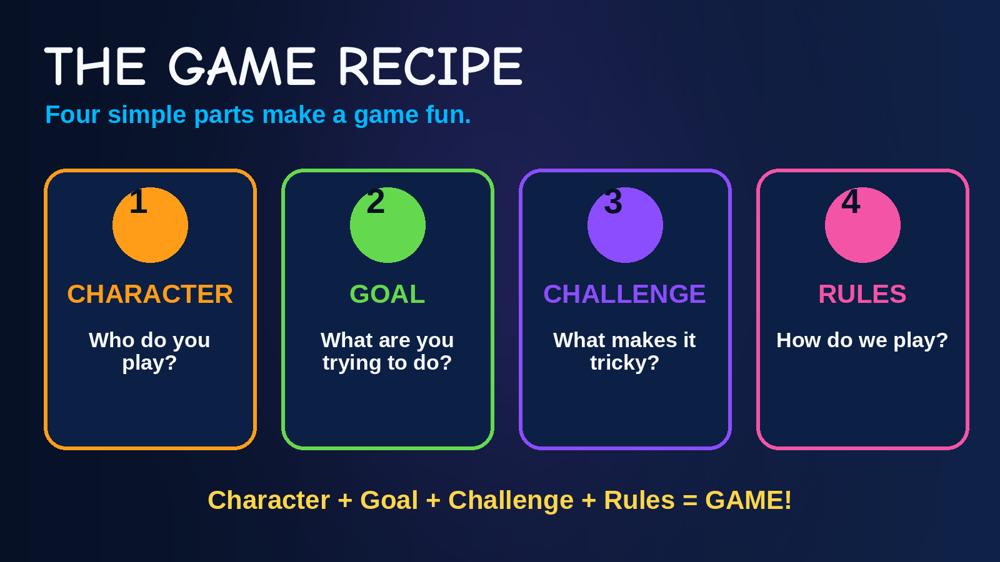 THE GAME RECIPE
Four simple parts make a game fun.
1
CHARACTER
Who do you
play?
2
GOAL
What are you
trying to do?
3
CHALLENGE
What makes it
tricky?
4
RULES
How do we play?
Character + Goal + Challenge + Rules = GAME!